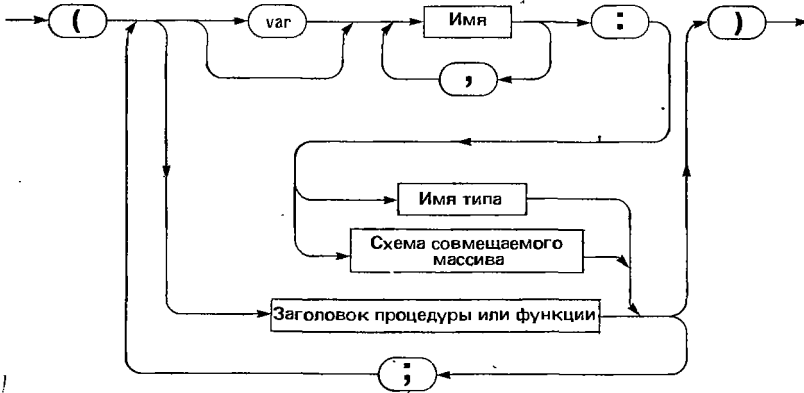 ( var Имя : )
,
Имя типа
Схема совмещаемого
массива
Заголовок процедуры или функции
;